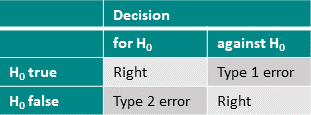 Decision
for H₀ against H₀
H₀ true Right Type 1 error
H₀ false Type 2 error Right